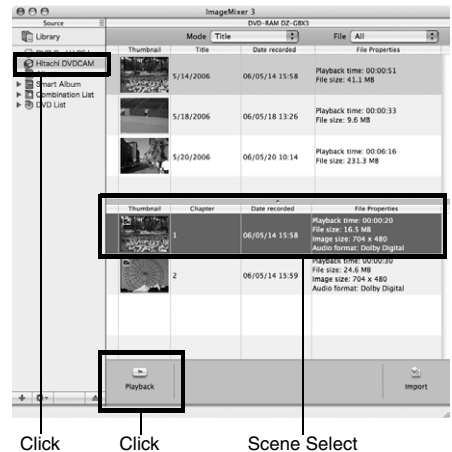 ImageMixer 3
Source
DVD-RAM DZ-GBX3
Library
Mode Title
File All
Thumbnail Title Date recorded File Properties
Hitachi DVDCAM
Smart Album
Combination List
DVD List
5/14/2006 06/05/14 15:58 Playback time: 00:00:51
File size: 41.1 MB
5/18/2006 06/05/18 13:26 Playback time: 00:00:33
File size: 9.6 MB
5/20/2006 06/05/20 10:14 Playback time: 00:06:16
File size: 231.3 MB
Thumbnail Chapter Date recorded File Properties
1 06/05/14 15:58 Playback time: 00:00:20
File size: 16.5 MB
Image size: 704 x 480
Audio format: Dolby Digital
2 06/05/14 15:59 Playback time: 00:00:30
File size: 24.6 MB
Image size: 704 x 480
Audio format: Dolby Digital
Playback
Import
Click
Click
Scene Select